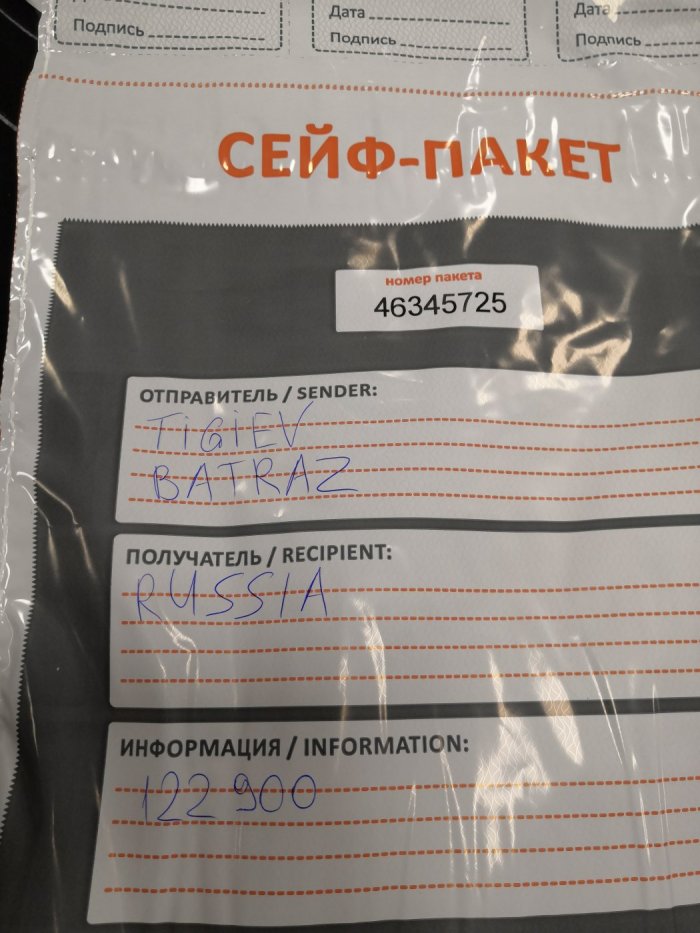 Дата
Дата
Подпись
Подпись
Подпись
СЕЙФ-ПАКЕТ
номер пакета
46345725
ОТПРАВИТЕЛЬ / SENDER:
TIGIEV
BATRAZ
ПОЛУЧАТЕЛЬ / RECIPIENT:
RUSSIA
ИНФОРМАЦИЯ / INFORMATION:
122 900